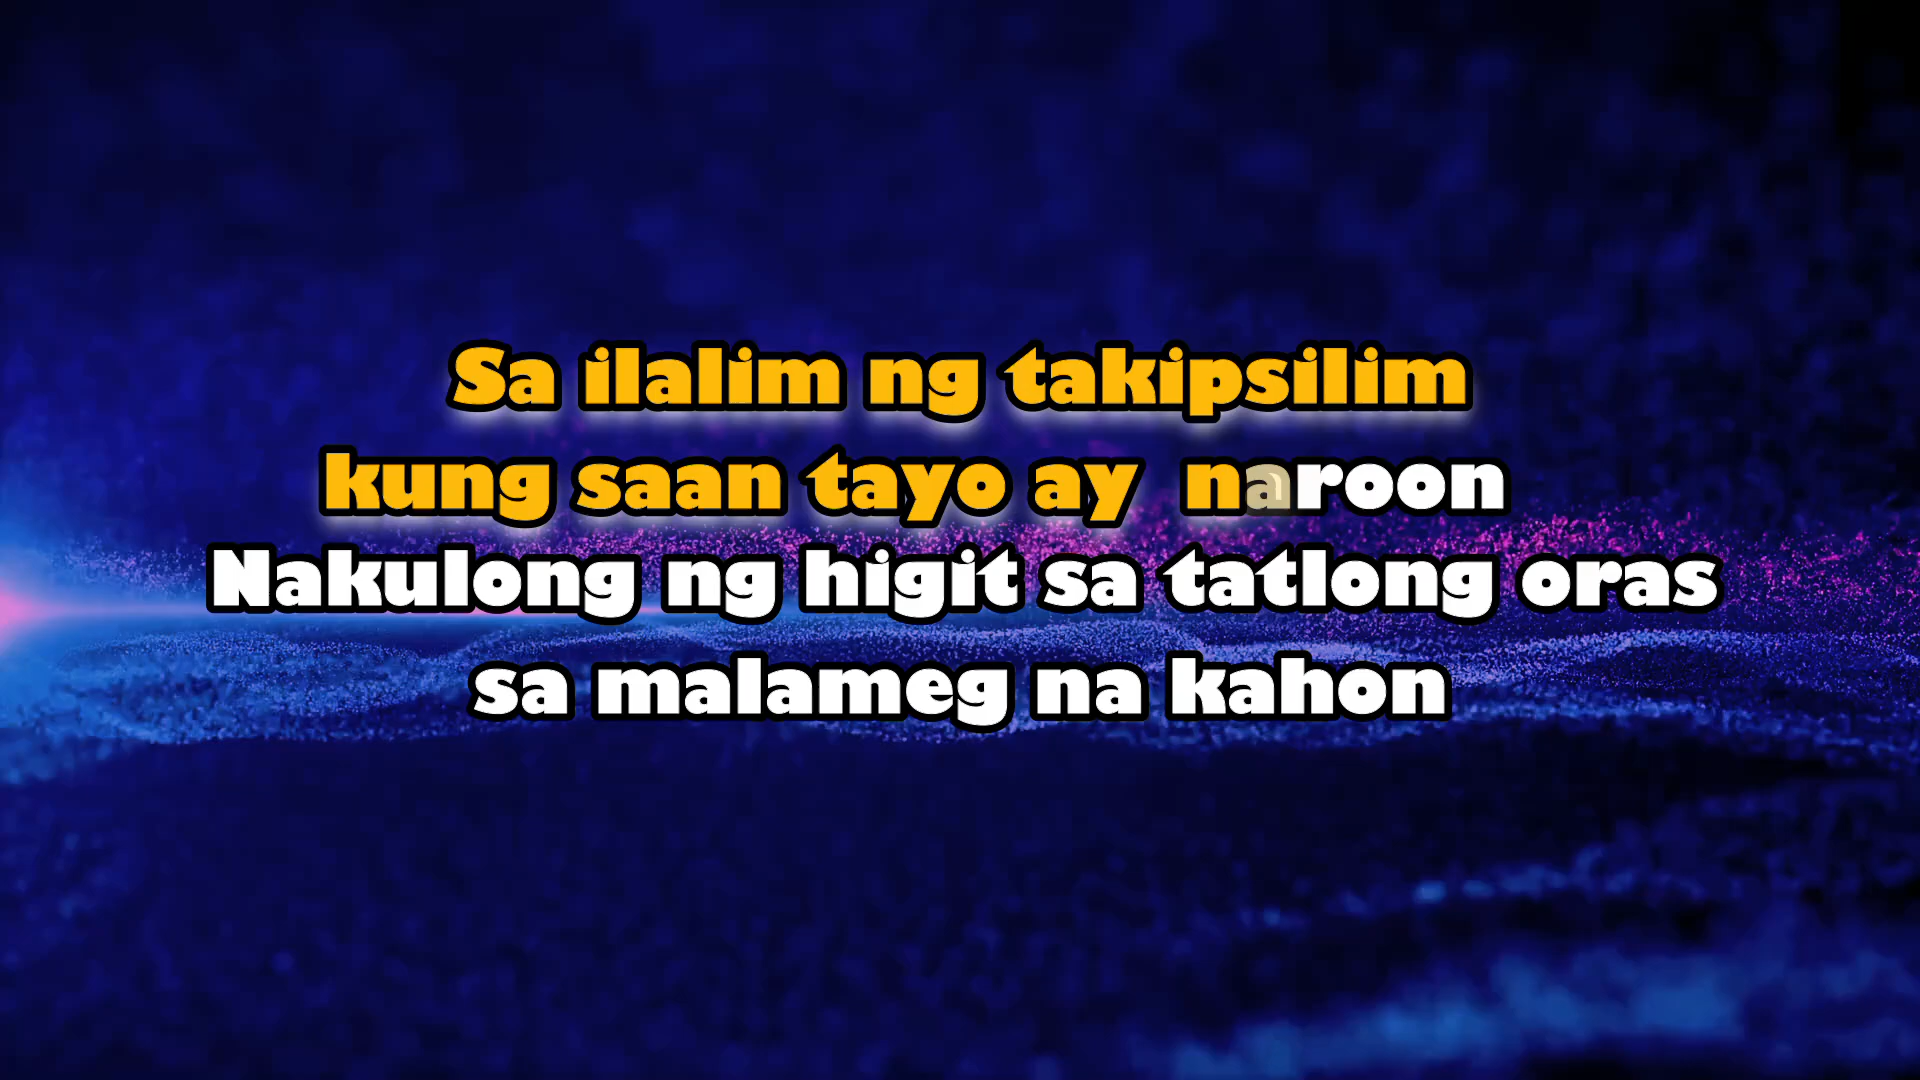 Sa ilalim ng takipsilim
kung saan tayo ay naroon
Nakulong ng higit sa tatlong oras
sa malameg na kahon